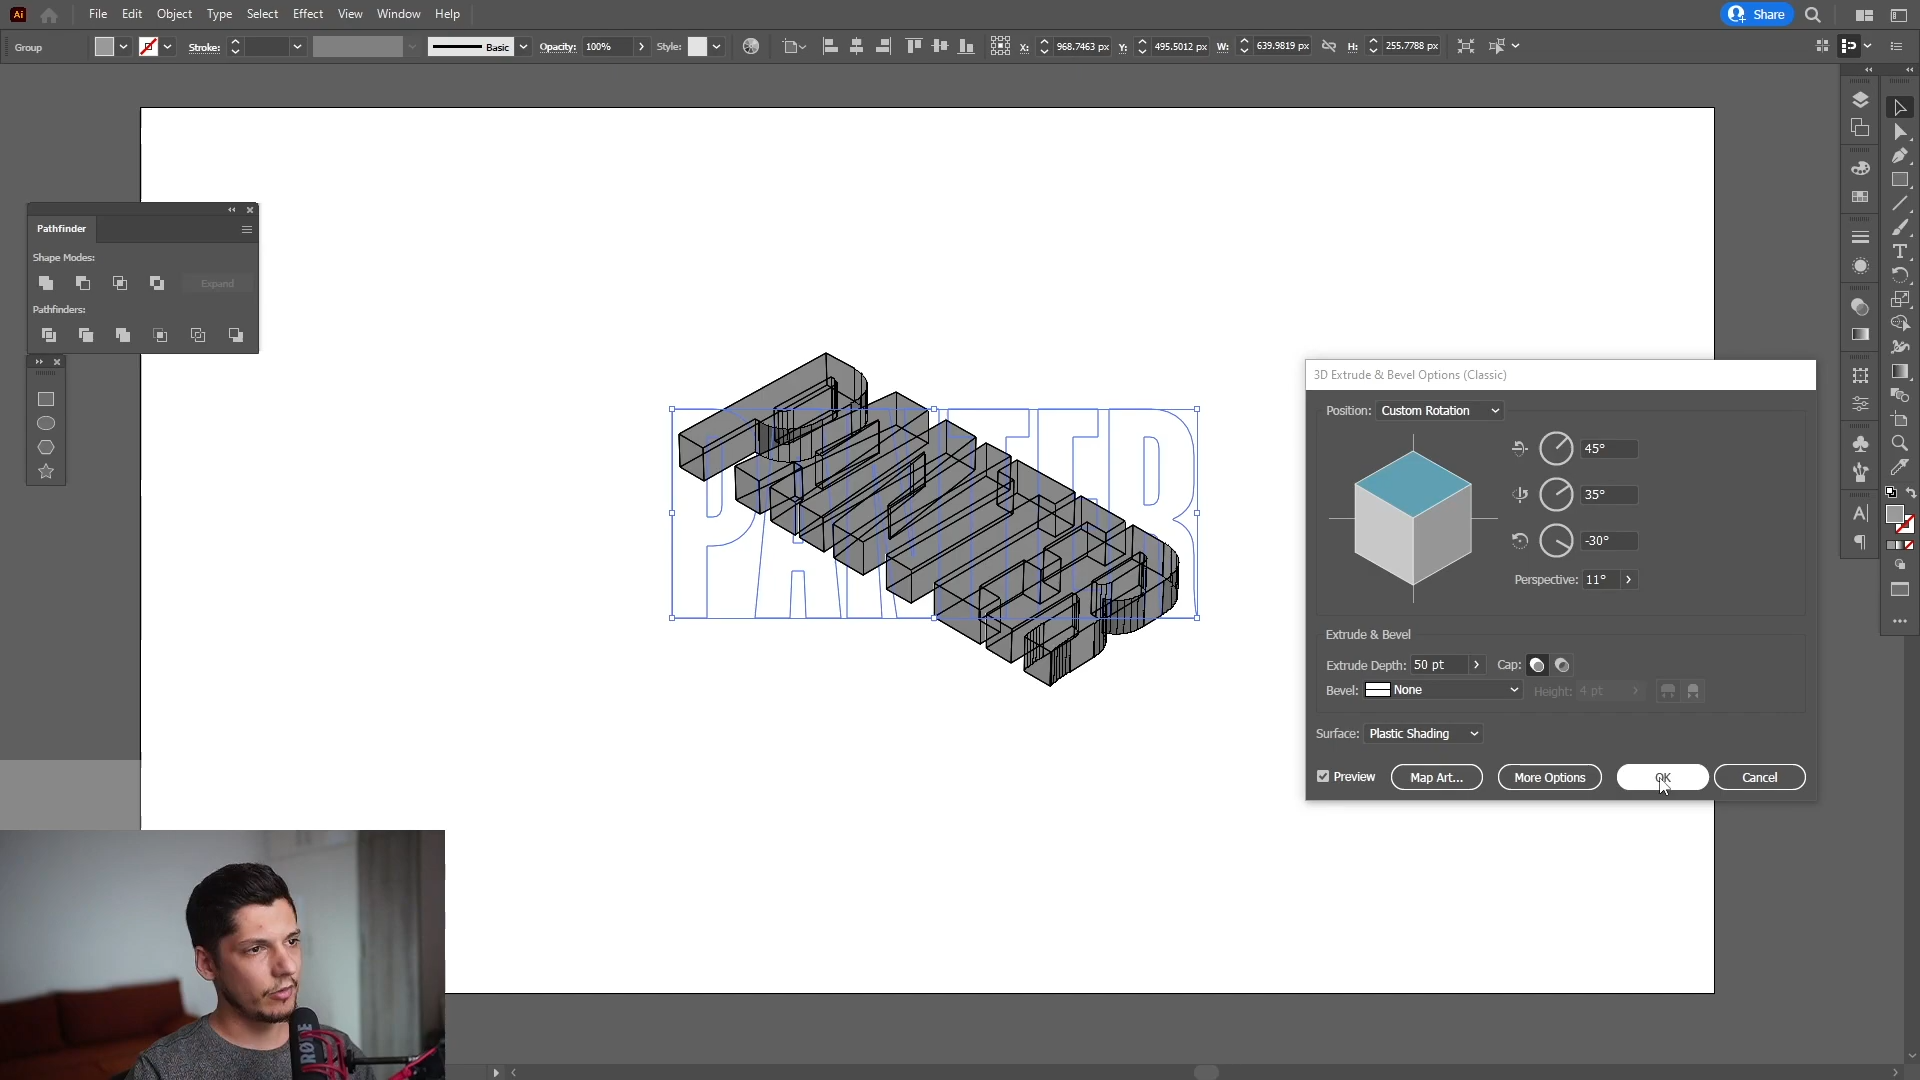 Ai File Edit Object Type Select Effect View Window Help Share
Group Stroke: Basic Opacity: 100% Style: X: 968.7463 px Y: 495.5012 px W: 639.9819 px H: 255.7788 px
Pathfinder
Shape Modes:
Expand
Pathfinders:
PAINTER
3D Extrude & Bevel Options (Classic)
Position: Custom Rotation
45°
35°
-30°
Perspective: 11°
Extrude & Bevel
Extrude Depth: 50 pt Cap:
Bevel: None Height: 4 pt
Surface: Plastic Shading
Preview Map Art... More Options OK Cancel
RØDE